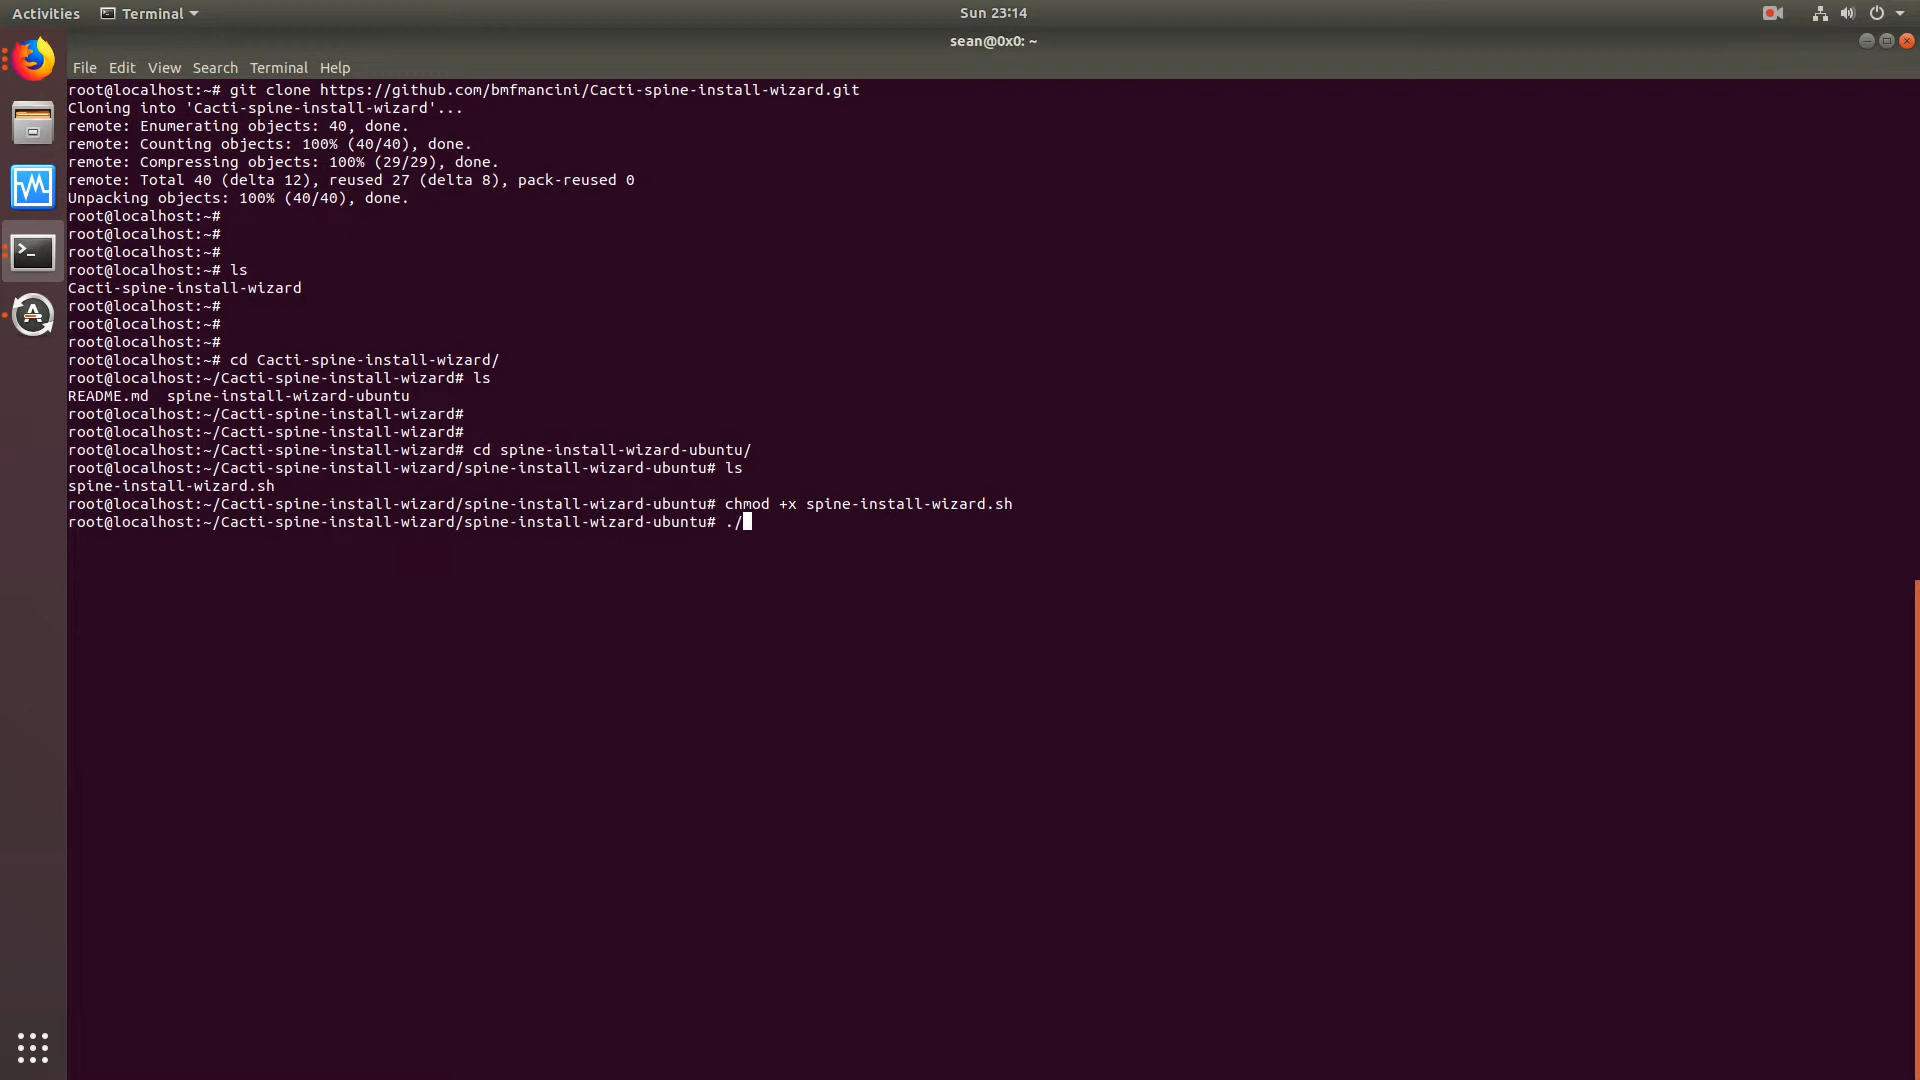 Activities
Terminal
Sun 23:14
sean@0x0: ~
File Edit View Search Terminal Help
root@localhost:~# git clone https://github.com/bmfmancini/Cacti-spine-install-wizard.git
Cloning into 'Cacti-spine-install-wizard'...
remote: Enumerating objects: 40, done.
remote: Counting objects: 100% (40/40), done.
remote: Compressing objects: 100% (29/29), done.
remote: Total 40 (delta 12), reused 27 (delta 8), pack-reused 0
Unpacking objects: 100% (40/40), done.
root@localhost:~#
root@localhost:~#
root@localhost:~#
root@localhost:~# ls
Cacti-spine-install-wizard
root@localhost:~#
root@localhost:~#
root@localhost:~#
root@localhost:~# cd Cacti-spine-install-wizard/
root@localhost:~/Cacti-spine-install-wizard# ls
README.md  spine-install-wizard-ubuntu
root@localhost:~/Cacti-spine-install-wizard#
root@localhost:~/Cacti-spine-install-wizard#
root@localhost:~/Cacti-spine-install-wizard# cd spine-install-wizard-ubuntu/
root@localhost:~/Cacti-spine-install-wizard/spine-install-wizard-ubuntu# ls
spine-install-wizard.sh
root@localhost:~/Cacti-spine-install-wizard/spine-install-wizard-ubuntu# chmod +x spine-install-wizard.sh
root@localhost:~/Cacti-spine-install-wizard/spine-install-wizard-ubuntu# ./